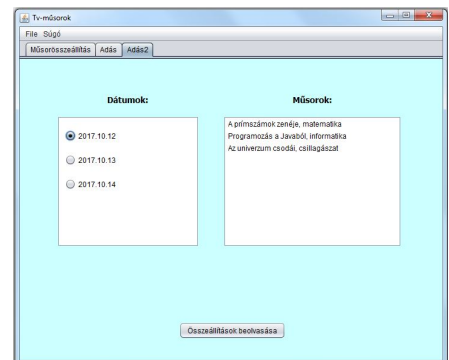 Tv-műsorok
File Súgó
Műsorösszeállítás Adás Adás2
Dátumok:
2017.10.12
2017.10.13
2017.10.14
Műsorok:
A prímszámok zenéje, matematika
Programozás a Javaból, informatika
Az univerzum csodái, csillagászat
Összeállítások beolvasása